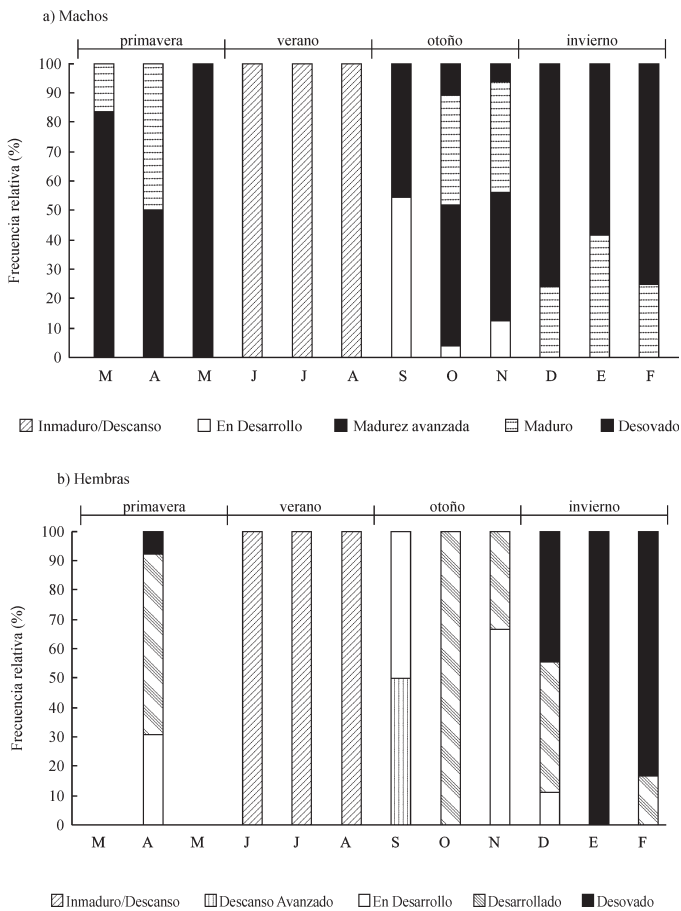 a) Machos
primavera verano otoño invierno
100
90
80
70
60
50
40
30
20
10
0
Frecuencia relativa (%)
M A M J J A S O N D E F
Inmaduro/Descanso En Desarrollo Madurez avanzada Maduro Desovado
b) Hembras
primavera verano otoño invierno
100
90
80
70
60
50
40
30
20
10
0
Frecuencia relativa (%)
M A M J J A S O N D E F
Inmaduro/Descanso Descanso Avanzado En Desarrollo Desarrollado Desovado